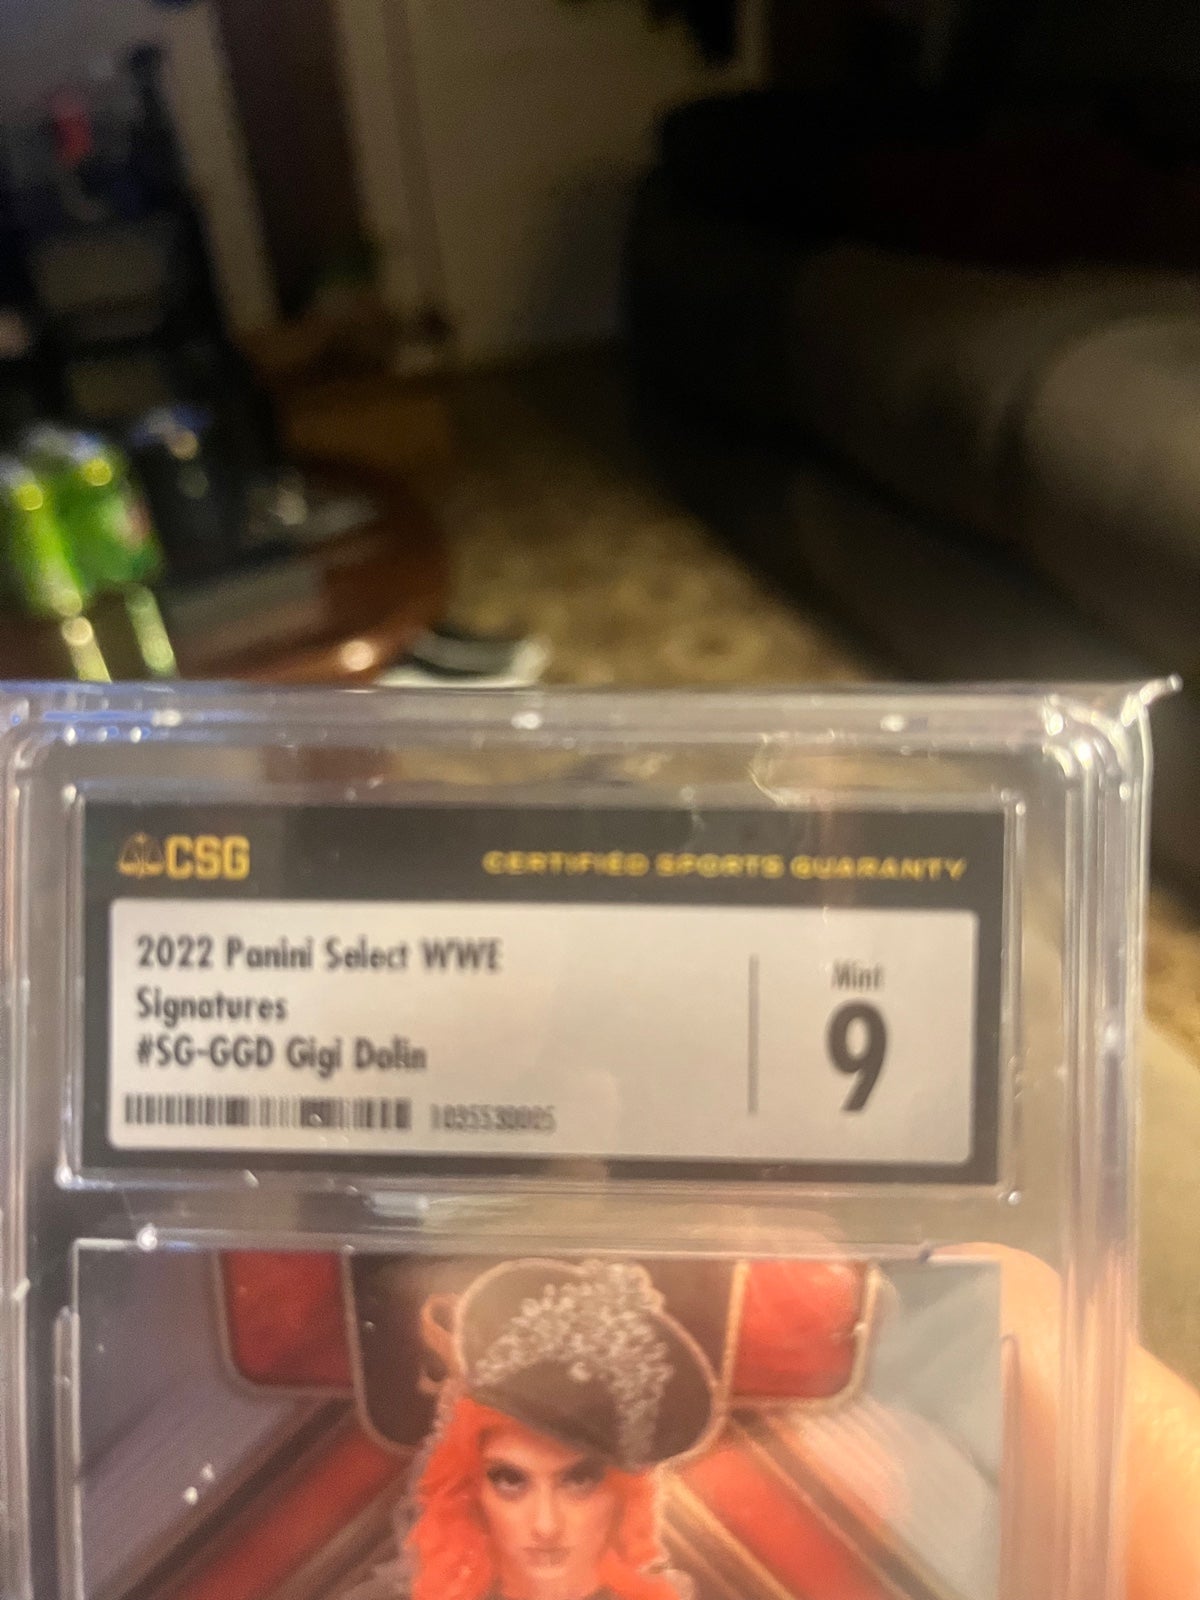 CSG
CERTIFIED SPORTS GUARANTY
2022 Panini Select WWE
Signatures
#SG-GGD Gigi Dolin
Mint
9